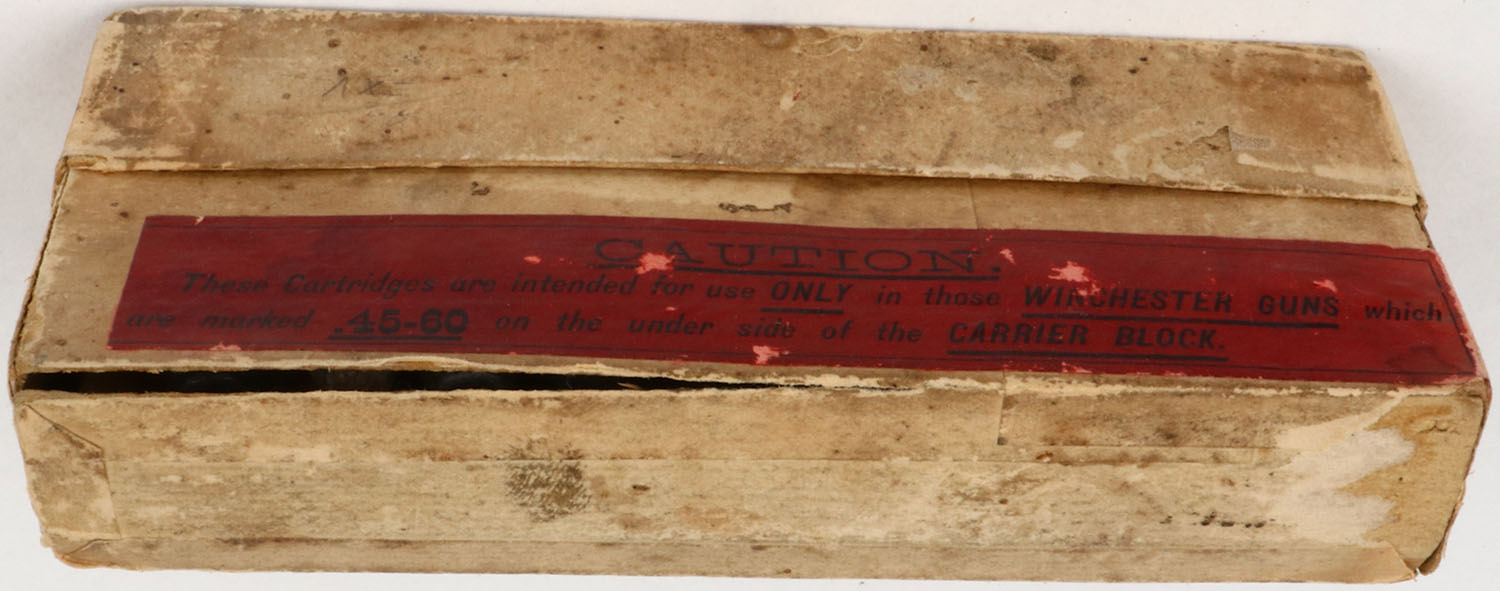 CAUTION.
These Cartridges are intended for use ONLY in those WINCHESTER GUNS which
are marked .45-60 on the under side of the CARRIER BLOCK.